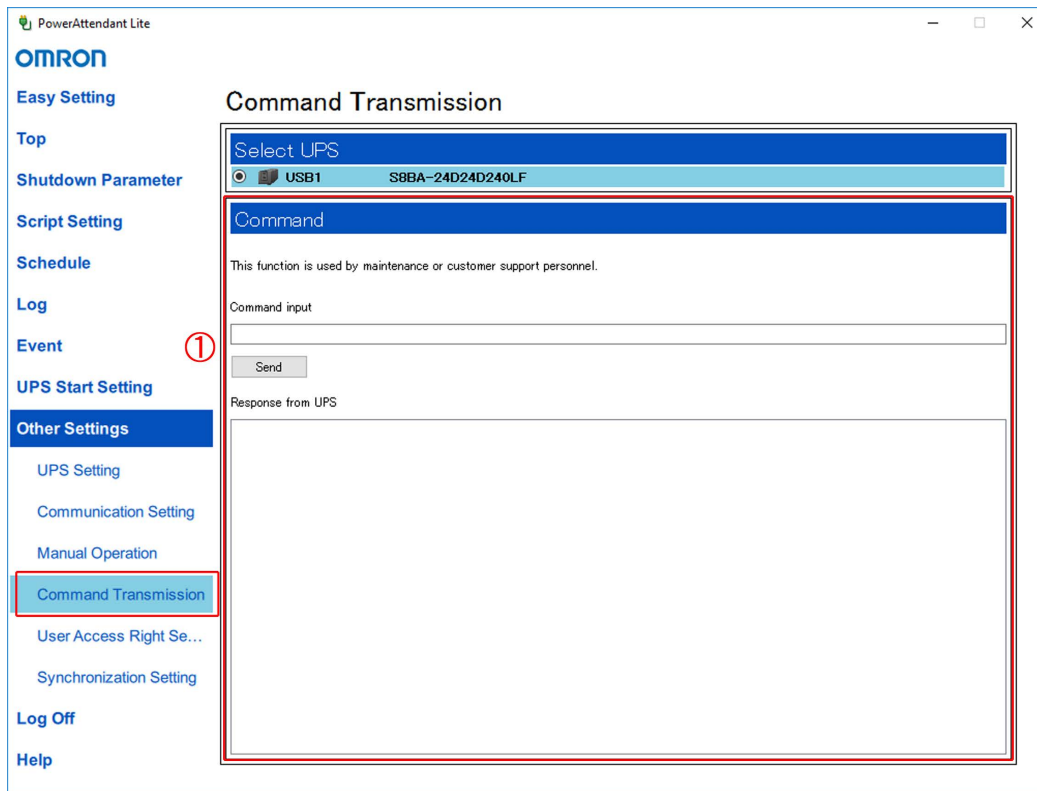 PowerAttendant Lite
OMRON
Easy Setting
Top
Shutdown Parameter
Script Setting
Schedule
Log
Event
UPS Start Setting
Other Settings
UPS Setting
Communication Setting
Manual Operation
Command Transmission
User Access Right Se...
Synchronization Setting
Log Off
Help
Command Transmission
Select UPS
USB1 S8BA-24D24D240LF
①
Command
This function is used by maintenance or customer support personnel.
Command input
Send
Response from UPS